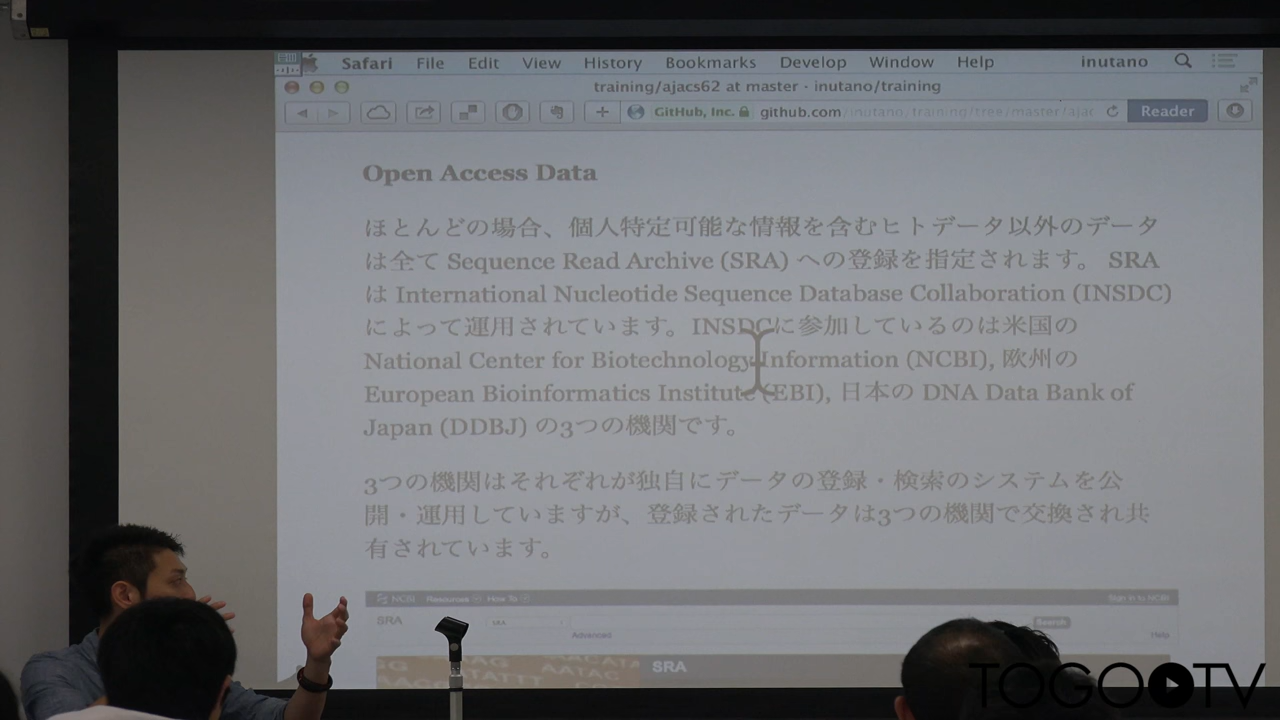 Safari File Edit View History Bookmarks Develop Window Help inutano
training/ajacs62 at master · inutano/training
GitHub, Inc. github.com/inutano/training/tree/master/ajac Reader
Open Access Data
ほとんどの場合、個人特定可能な情報を含むヒトデータ以外のデータ
は全て Sequence Read Archive (SRA) への登録を指定されます。 SRA
は International Nucleotide Sequence Database Collaboration (INSDC)
によって運用されています。INSDCに参加しているのは米国の
National Center for Biotechnology Information (NCBI), 欧州の
European Bioinformatics Institute (EBI), 日本の DNA Data Bank of
Japan (DDBJ) の3つの機関です。
3つの機関はそれぞれが独自にデータの登録・検索のシステムを公
開・運用していますが、登録されたデータは3つの機関で交換され共
有されています。
NCBI Resources How To Sign in to NCBI
SRA SRA Search
Advanced Help
SRA
TOGOTV